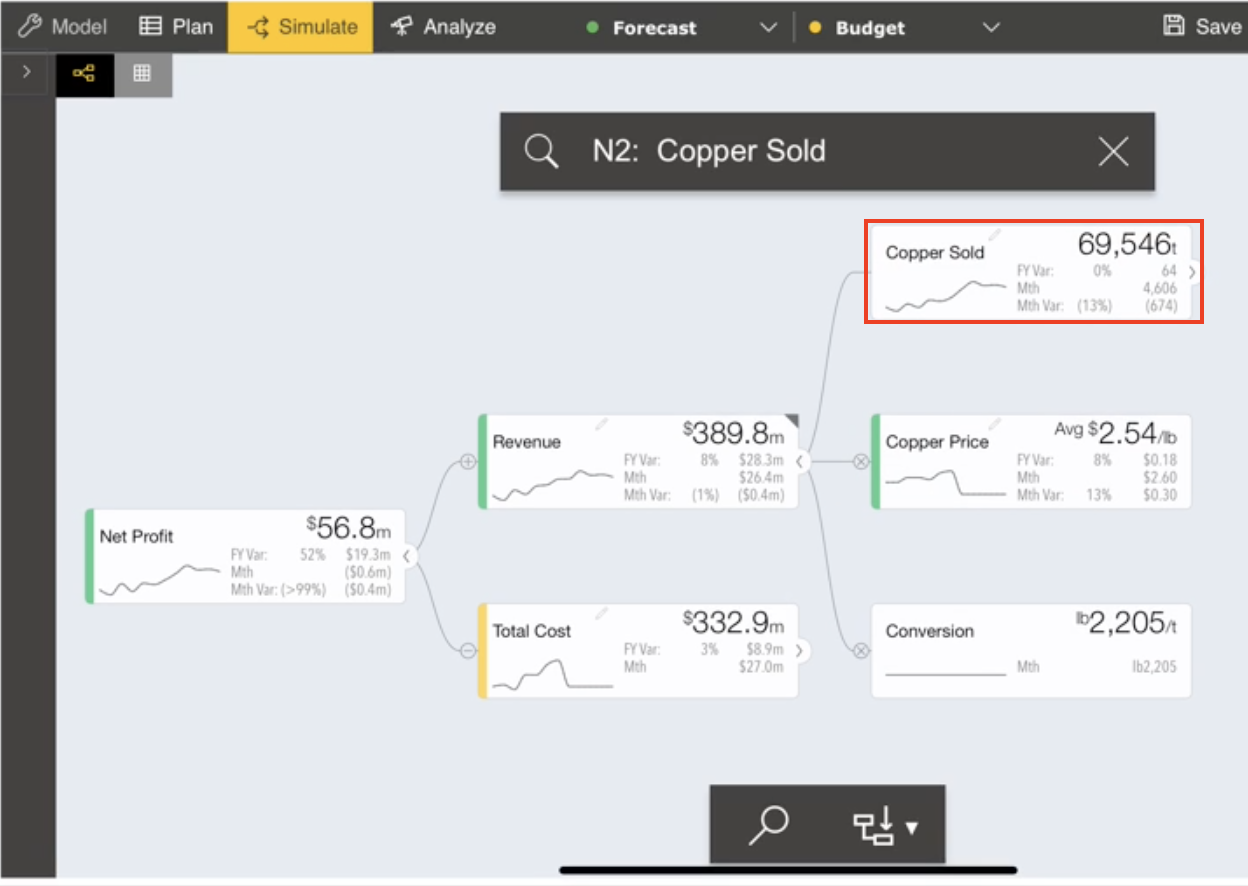 Model Plan Simulate Analyze Forecast Budget Save
N2: Copper Sold
Copper Sold 69,546t
FY Var: 0% 64
Mth 4,606
Mth Var: (13%) (674)
Revenue $389.8m
FY Var: 8% $28.3m
Mth $26.4m
Mth Var: (1%) ($0.4m)
Copper Price Avg $2.54/lb
FY Var: 8% $0.18
Mth $2.60
Mth Var: 13% $0.30
Net Profit $56.8m
FY Var: 52% $19.3m
Mth ($0.6m)
Mth Var: (>99%) ($0.4m)
Total Cost $332.9m
FY Var: 3% $8.9m
Mth $27.0m
Conversion lb2,205/t
Mth lb2,205